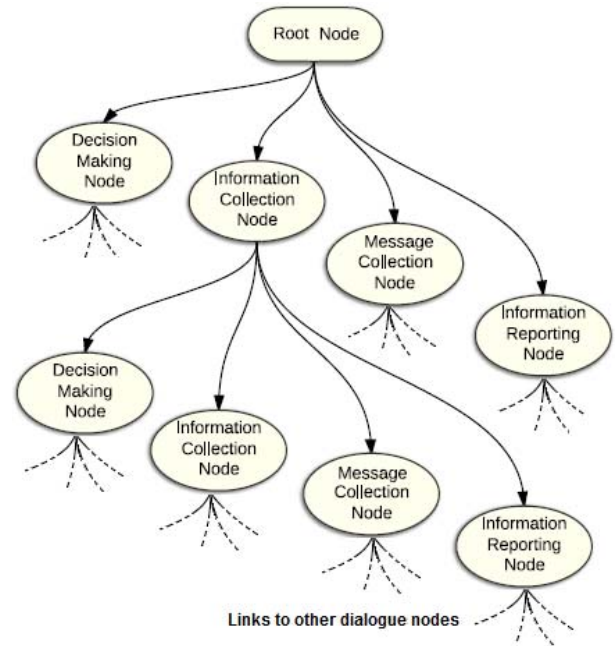 Root Node
Decision
Making
Node
Information
Collection
Node
Message
Collection
Node
Information
Reporting
Node
Decision
Making
Node
Information
Collection
Node
Message
Collection
Node
Information
Reporting
Node
Links to other dialogue nodes